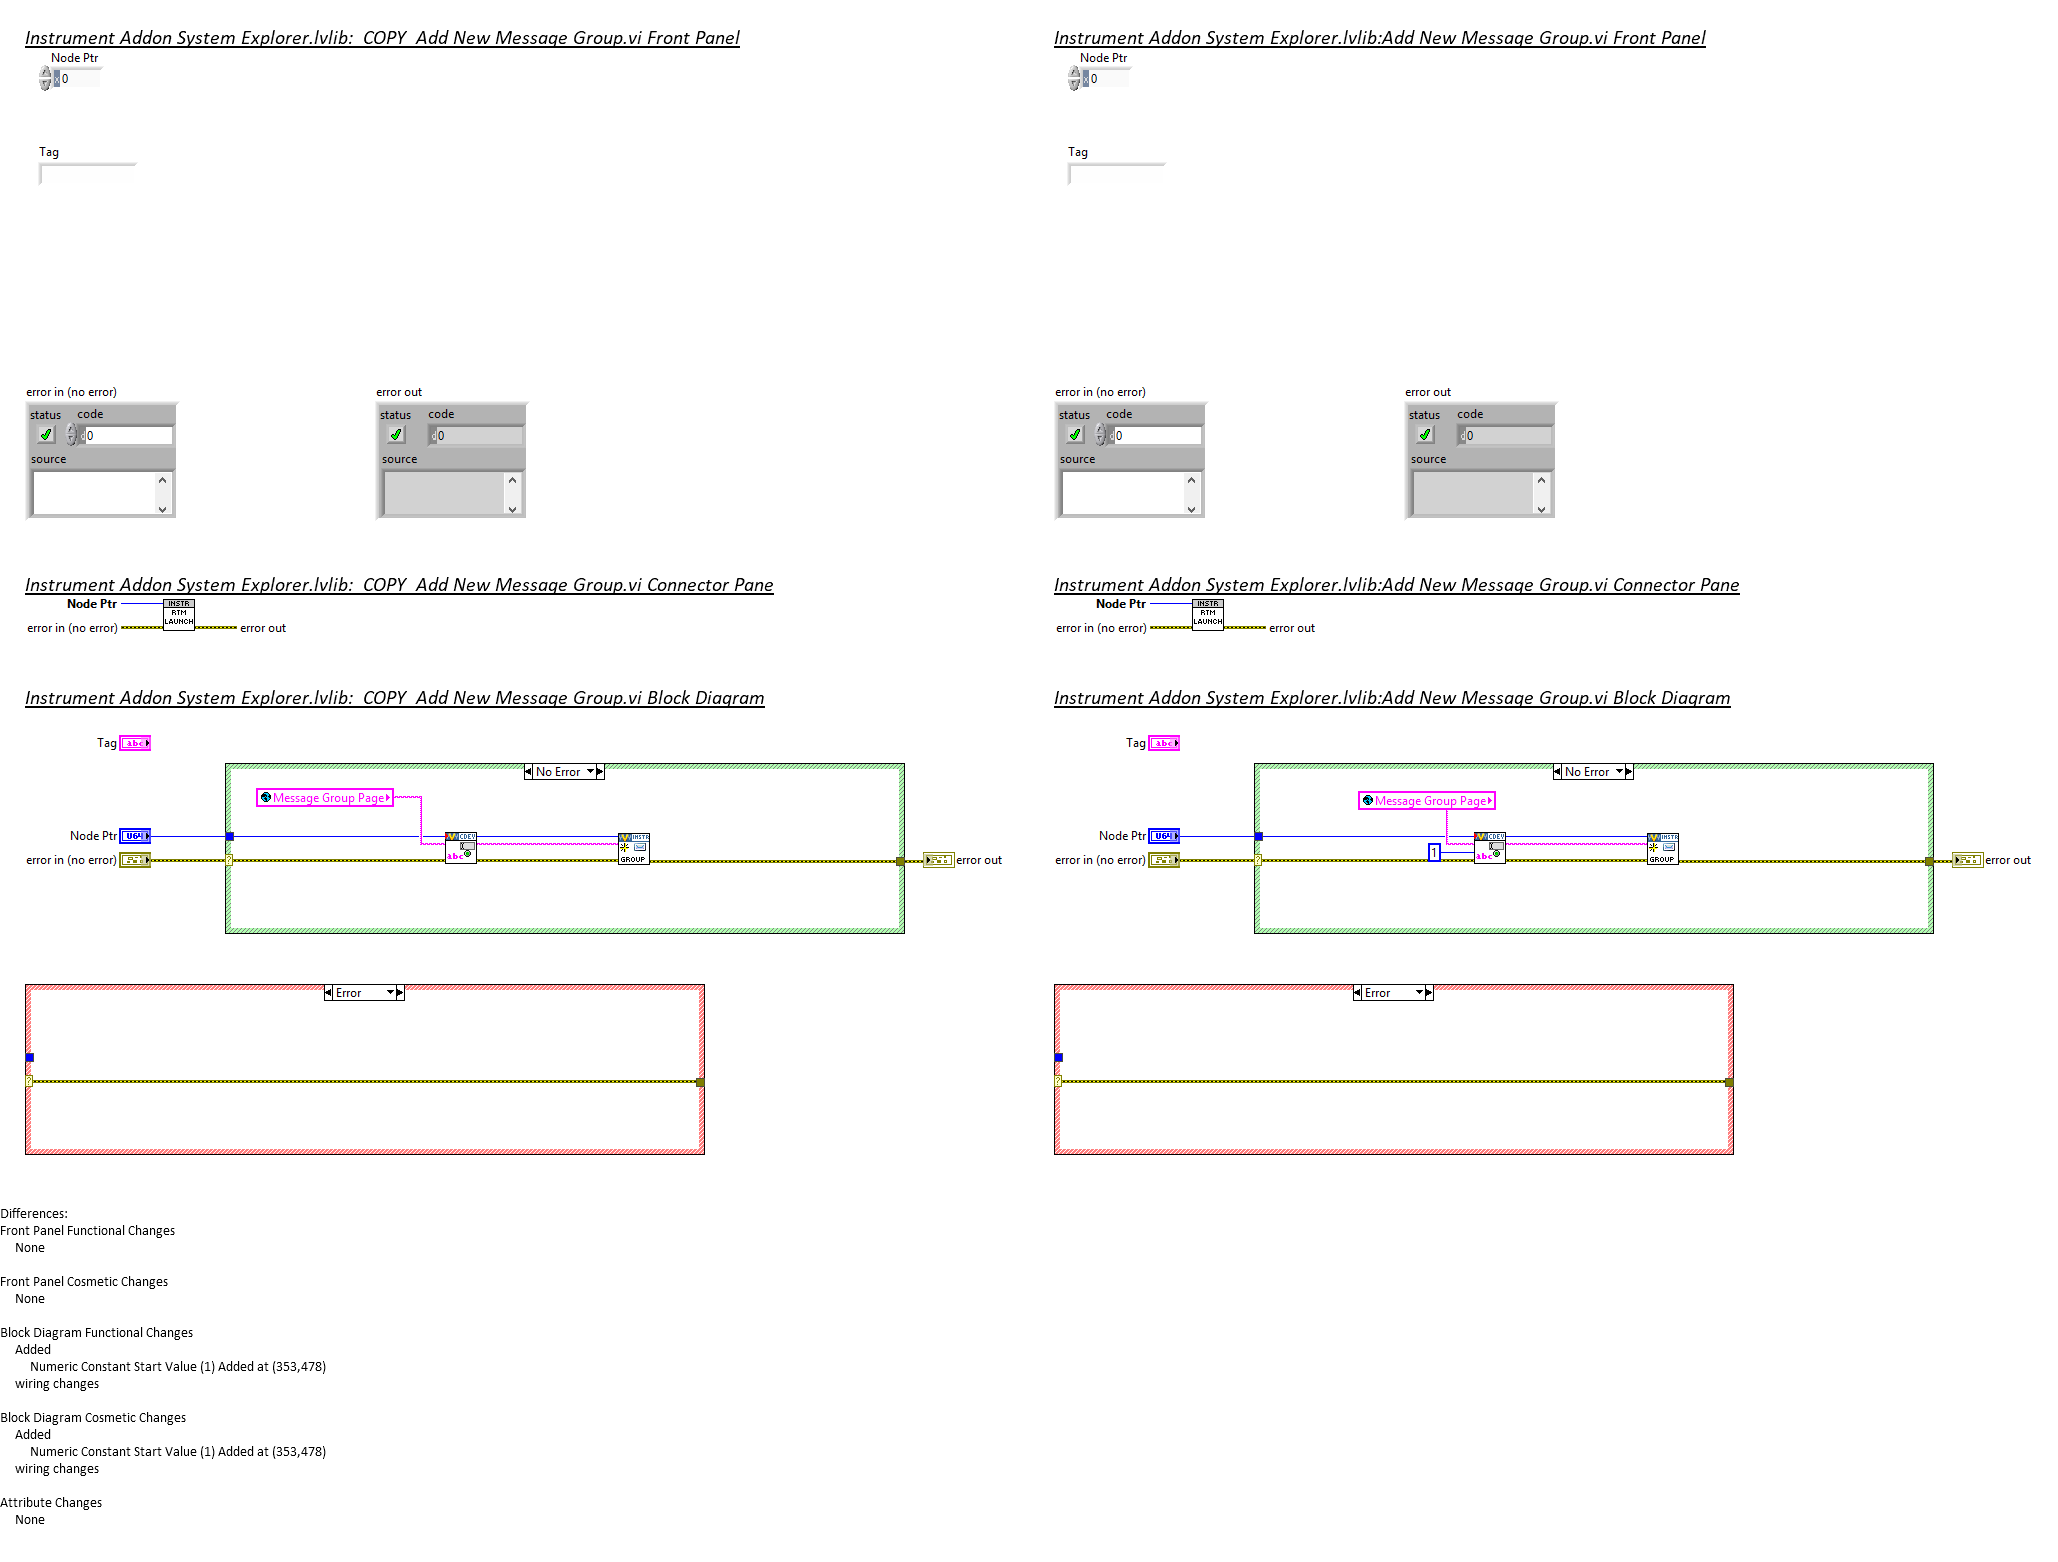 Instrument Addon System Explorer.lvlib:  COPY  Add New Message Group.vi Front Panel
Node Ptr
x 0
Tag
error in (no error)
status code
d 0
source
error out
status code
d 0
source
Instrument Addon System Explorer.lvlib:  COPY  Add New Message Group.vi Connector Pane
Node Ptr
INSTR
RTM
LAUNCH
error in (no error)
error out
Instrument Addon System Explorer.lvlib:  COPY  Add New Message Group.vi Block Diagram
Tag abc
No Error
Message Group Page
Node Ptr U64
CDEV
abc
INSTR
GROUP
error in (no error)
?
error out
Error
?
Instrument Addon System Explorer.lvlib:Add New Message Group.vi Front Panel
Node Ptr
x 0
Tag
error in (no error)
status code
d 0
source
error out
status code
d 0
source
Instrument Addon System Explorer.lvlib:Add New Message Group.vi Connector Pane
Node Ptr
INSTR
RTM
LAUNCH
error in (no error)
error out
Instrument Addon System Explorer.lvlib:Add New Message Group.vi Block Diagram
Tag abc
No Error
Message Group Page
Node Ptr U64
CDEV
abc
1
INSTR
GROUP
error in (no error)
?
error out
Error
?
Differences:
Front Panel Functional Changes
None
Front Panel Cosmetic Changes
None
Block Diagram Functional Changes
Added
Numeric Constant Start Value (1) Added at (353,478)
wiring changes
Block Diagram Cosmetic Changes
Added
Numeric Constant Start Value (1) Added at (353,478)
wiring changes
Attribute Changes
None